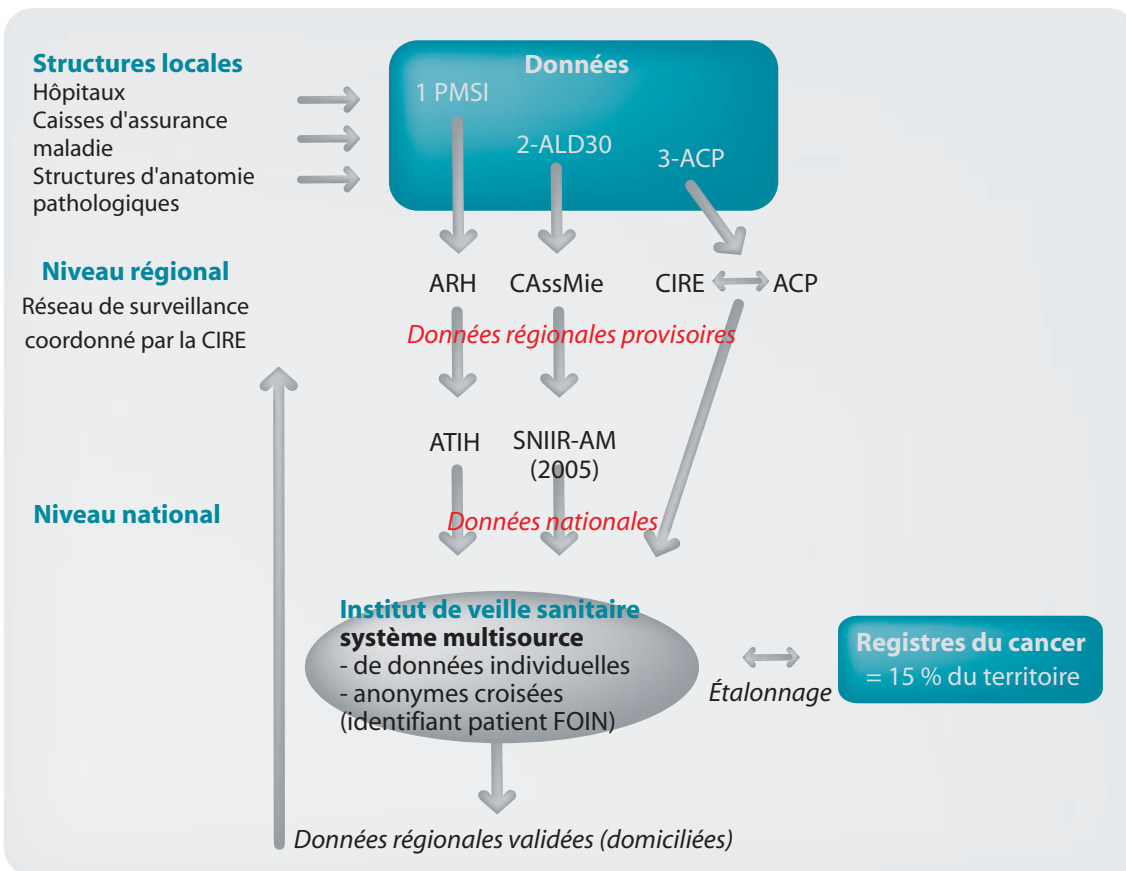 Structures locales
Hôpitaux
Caisses d'assurance
maladie
Structures d'anatomie
pathologiques
Données
1 PMSI
2-ALD30
3-ACP
Niveau régional
Réseau de surveillance
coordonné par la CIRE
ARH
CAssMie
CIRE
ACP
Données régionales provisoires
ATIH
SNIIR-AM
(2005)
Niveau national
Données nationales
Institut de veille sanitaire
système multisource
- de données individuelles
- anonymes croisées
(identifiant patient FOIN)
Étalonnage
Registres du cancer
= 15 % du territoire
Données régionales validées (domiciliées)